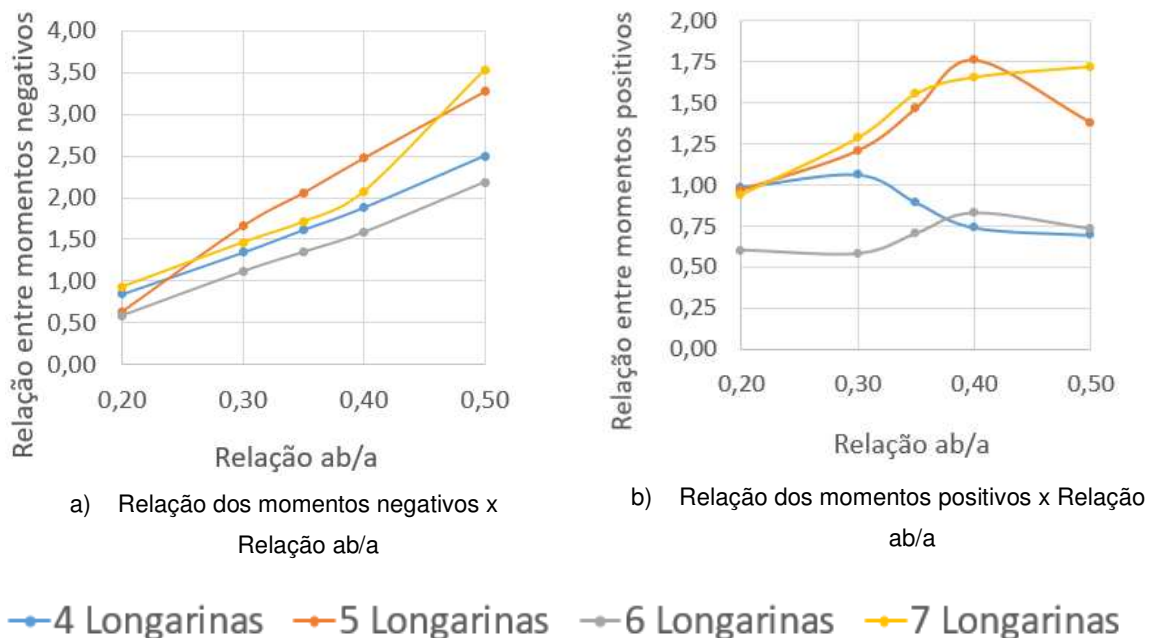 Relação entre momentos negativos
4,00
3,50
3,00
2,50
2,00
1,50
1,00
0,50
0,00
0,20 0,30 0,40 0,50
Relação ab/a
a) Relação dos momentos negativos x
Relação ab/a
Relação entre momentos positivos
2,00
1,75
1,50
1,25
1,00
0,75
0,50
0,25
0,00
0,20 0,30 0,40 0,50
Relação ab/a
b) Relação dos momentos positivos x Relação
ab/a
4 Longarinas 5 Longarinas 6 Longarinas 7 Longarinas